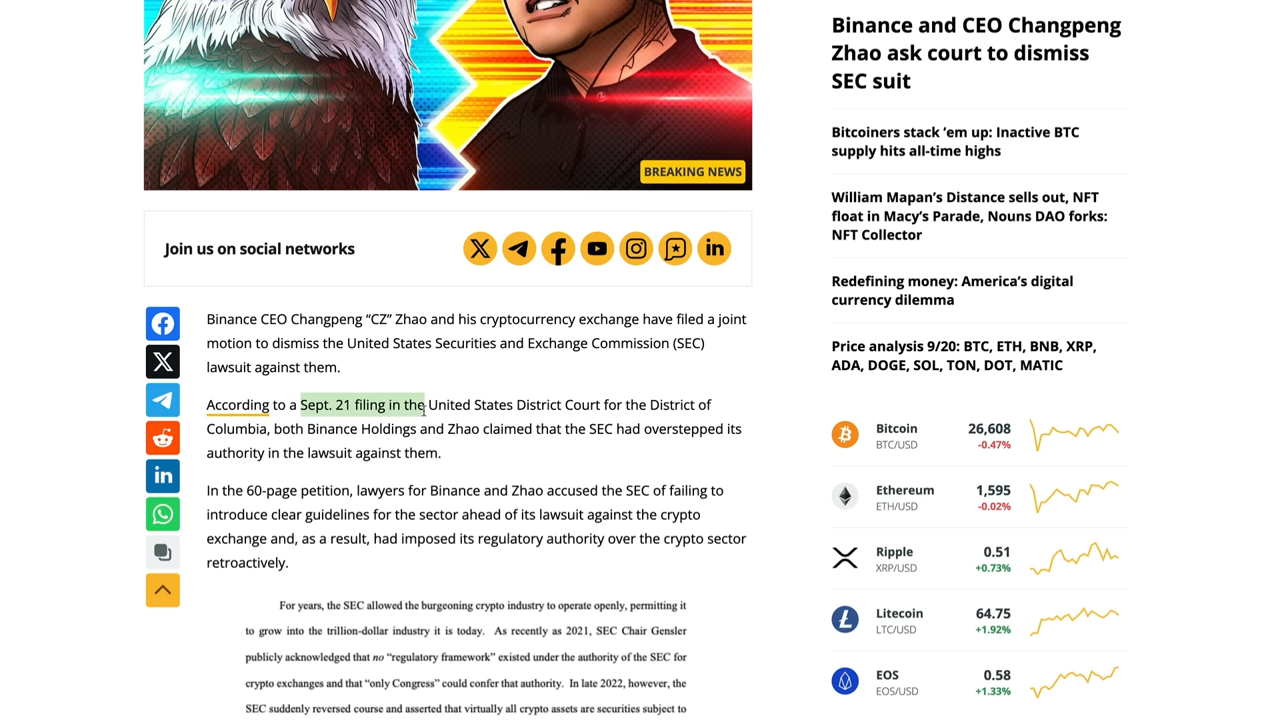 BREAKING NEWS
Join us on social networks
Binance CEO Changpeng “CZ” Zhao and his cryptocurrency exchange have filed a joint
motion to dismiss the United States Securities and Exchange Commission (SEC)
lawsuit against them.
According to a Sept. 21 filing in the United States District Court for the District of
Columbia, both Binance Holdings and Zhao claimed that the SEC had overstepped its
authority in the lawsuit against them.
In the 60-page petition, lawyers for Binance and Zhao accused the SEC of failing to
introduce clear guidelines for the sector ahead of its lawsuit against the crypto
exchange and, as a result, had imposed its regulatory authority over the crypto sector
retroactively.
For years, the SEC allowed the burgeoning crypto industry to operate openly, permitting it
to grow into the trillion-dollar industry it is today. As recently as 2021, SEC Chair Gensler
publicly acknowledged that no “regulatory framework” existed under the authority of the SEC for
crypto exchanges and that “only Congress” could confer that authority. In late 2022, however, the
SEC suddenly reversed course and asserted that virtually all crypto assets are securities subject to
Binance and CEO Changpeng
Zhao ask court to dismiss
SEC suit
Bitcoiners stack ’em up: Inactive BTC
supply hits all-time highs
William Mapan’s Distance sells out, NFT
float in Macy’s Parade, Nouns DAO forks:
NFT Collector
Redefining money: America’s digital
currency dilemma
Price analysis 9/20: BTC, ETH, BNB, XRP,
ADA, DOGE, SOL, TON, DOT, MATIC
Bitcoin 26,608
BTC/USD -0.47%
Ethereum 1,595
ETH/USD -0.02%
Ripple 0.51
XRP/USD +0.73%
Litecoin 64.75
LTC/USD +1.92%
EOS 0.58
EOS/USD +1.33%